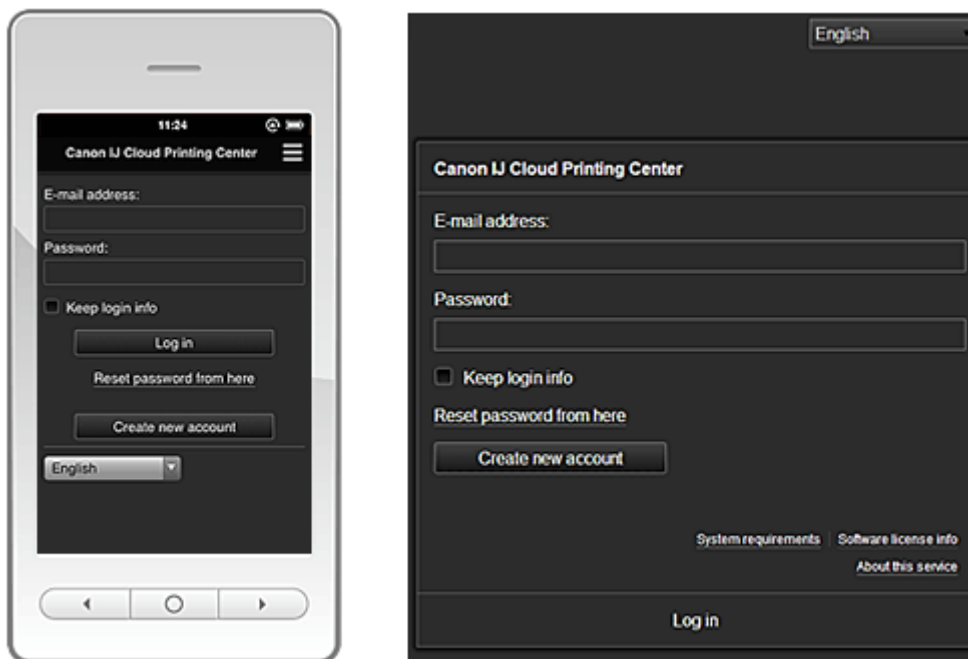 11:24
Canon IJ Cloud Printing Center
E-mail address:
Password:
Keep login info
Log in
Reset password from here
Create new account
English
English
Canon IJ Cloud Printing Center
E-mail address:
Password:
Keep login info
Reset password from here
Create new account
System requirements | Software license info
About this service
Log in